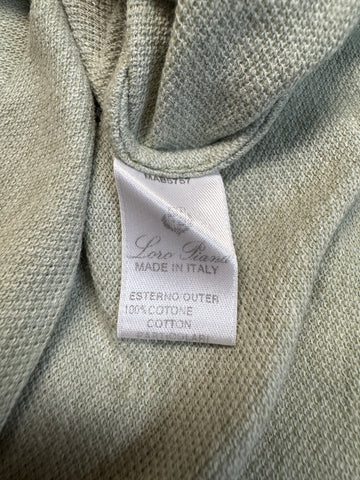 Loro Piana
MADE IN ITALY
ESTERNO OUTER
100% COTONE
COTTON